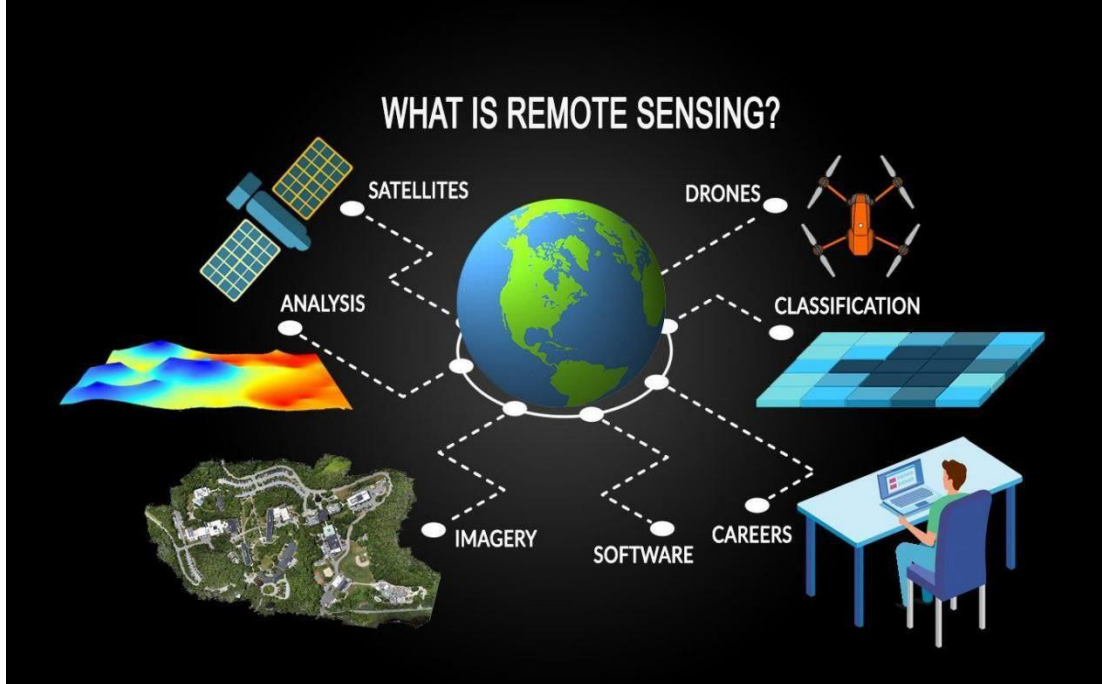 WHAT IS REMOTE SENSING?
SATELLITES
DRONES
ANALYSIS
CLASSIFICATION
IMAGERY
SOFTWARE
CAREERS